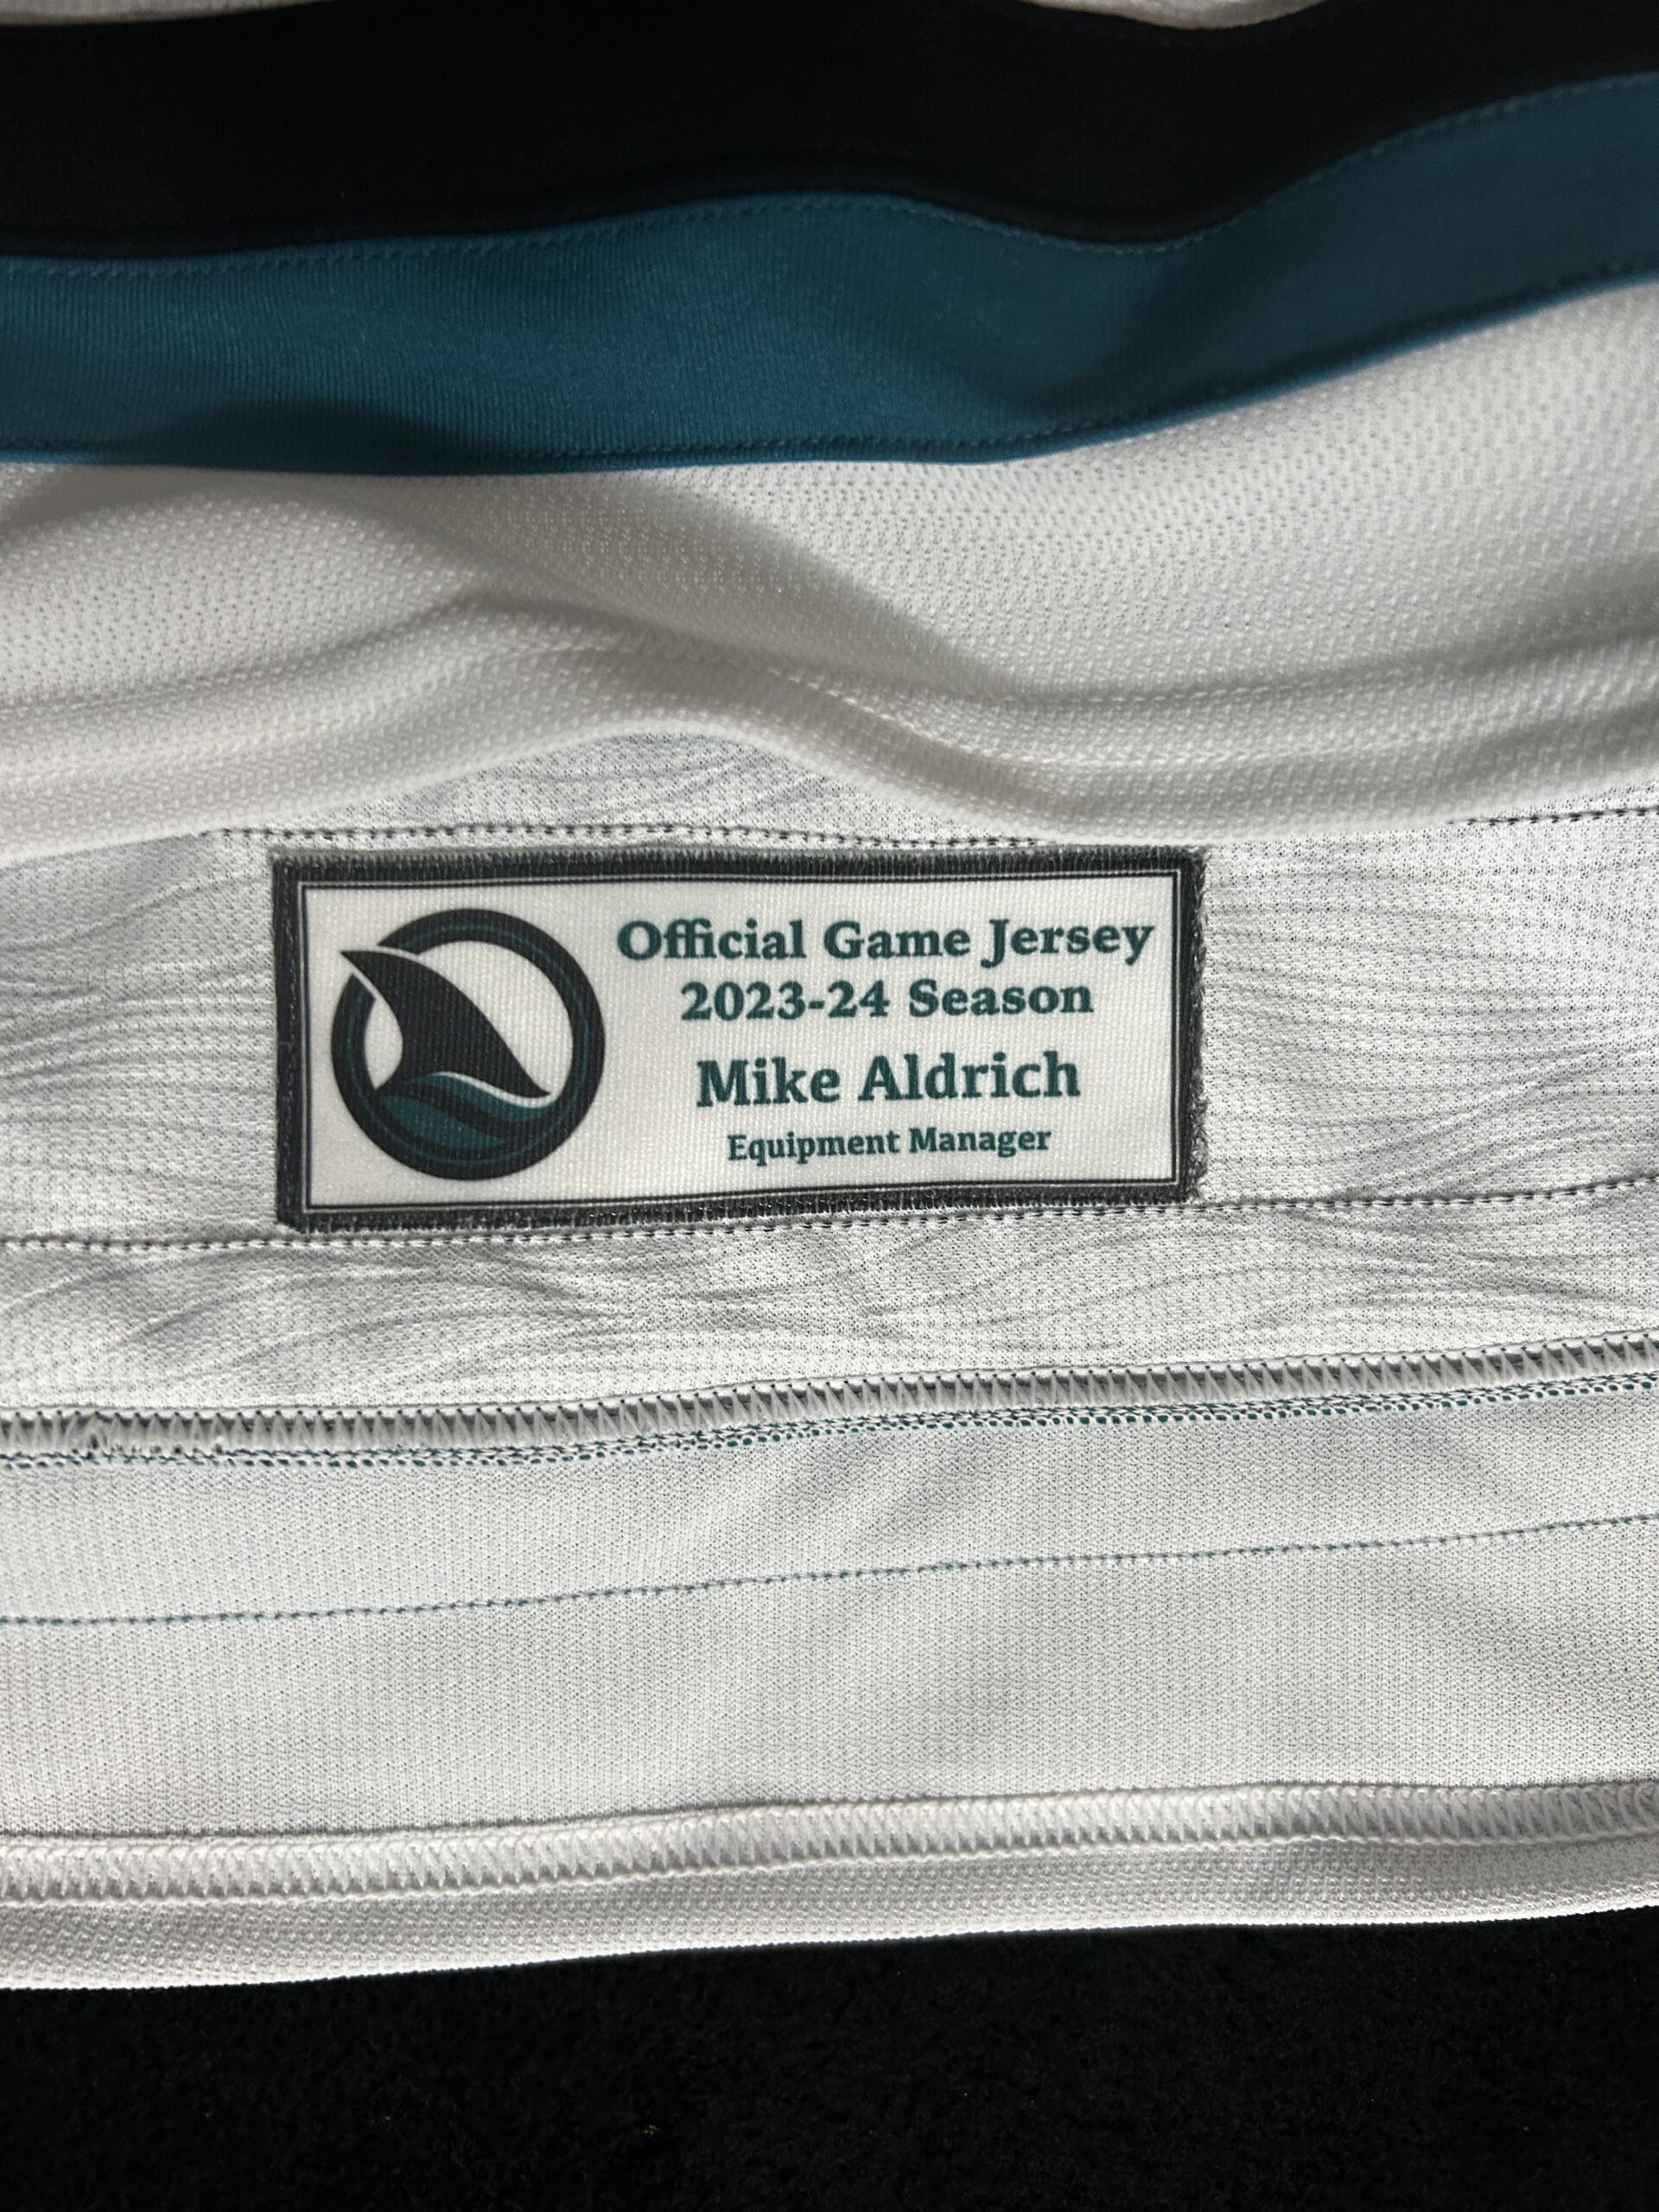 Official Game Jersey
2023-24 Season
Mike Aldrich
Equipment Manager